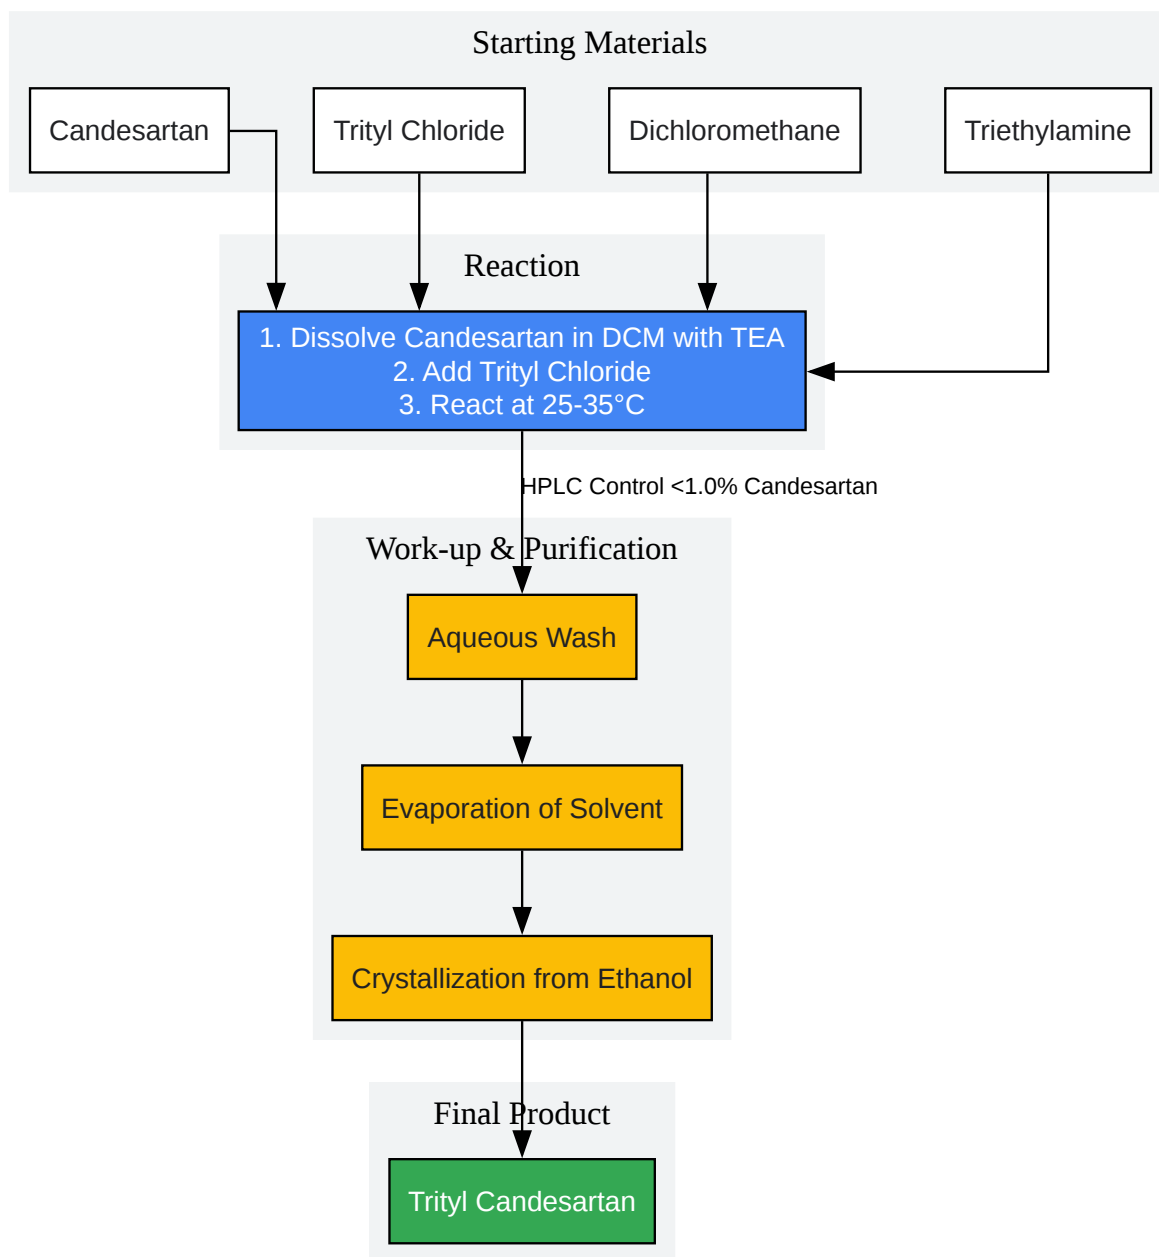 Starting Materials
Candesartan
Trityl Chloride
Dichloromethane
Triethylamine
Reaction
1. Dissolve Candesartan in DCM with TEA
2. Add Trityl Chloride
3. React at 25-35°C
HPLC Control <1.0% Candesartan
Work-up & Purification
Aqueous Wash
Evaporation of Solvent
Crystallization from Ethanol
Final Product
Trityl Candesartan